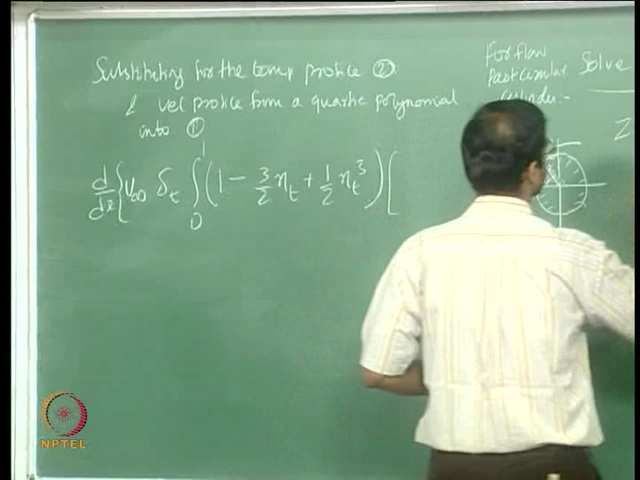 Substituting for the temp profile ②
& vel profile from a quartic polynomial
into ①
d/dx { U∞ δt ∫₀¹ (1 − 3/2 ηt + 1/2 ηt³) [
For flow
Past circular
cylinder :-
Solve
NPTEL